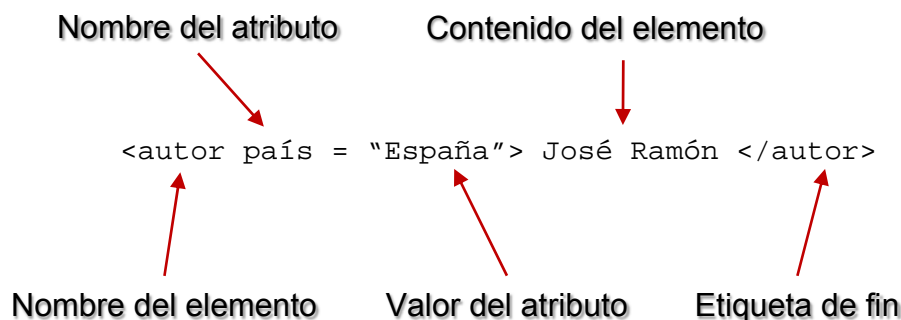 Nombre del atributo Contenido del elemento
<autor país = “España”> José Ramón </autor>
Nombre del elemento Valor del atributo Etiqueta de fin